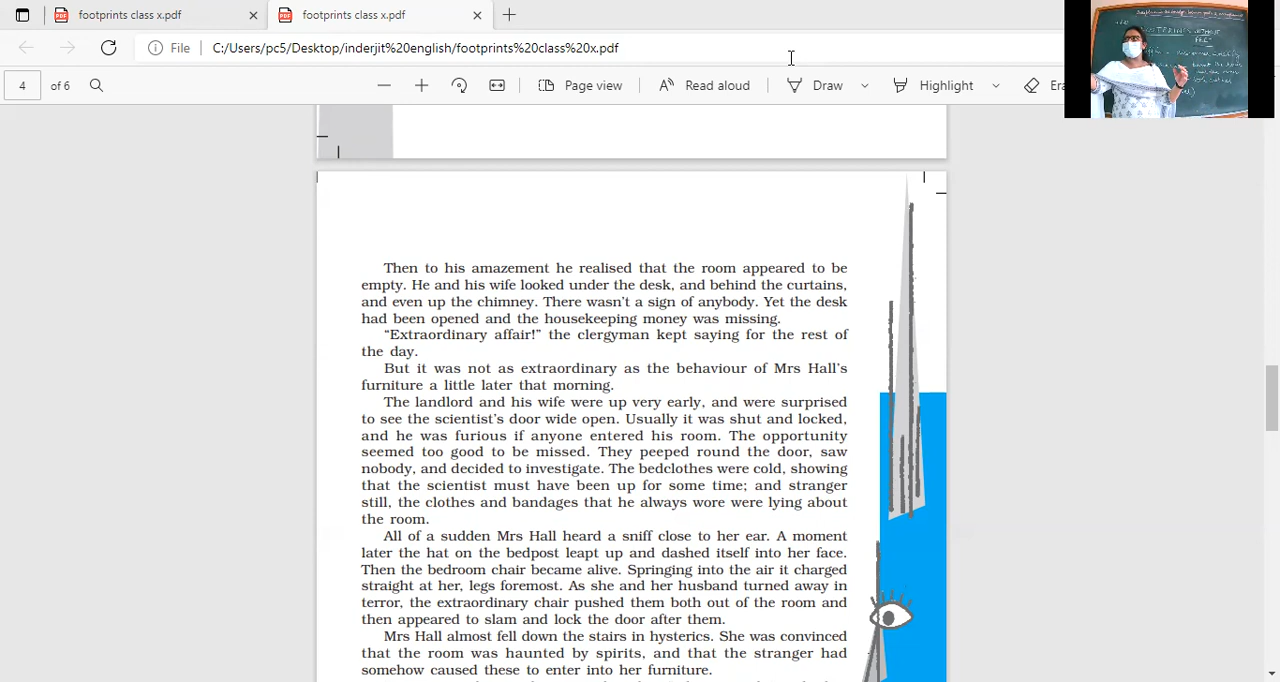 footprints class x.pdf
footprints class x.pdf
File C:/Users/pc5/Desktop/inderjit%20english/footprints%20class%20x.pdf
4 of 6
Page view Read aloud Draw Highlight
Then to his amazement he realised that the room appeared to be
empty. He and his wife looked under the desk, and behind the curtains,
and even up the chimney. There wasn't a sign of anybody. Yet the desk
had been opened and the housekeeping money was missing.
“Extraordinary affair!” the clergyman kept saying for the rest of
the day.
But it was not as extraordinary as the behaviour of Mrs Hall's
furniture a little later that morning.
The landlord and his wife were up very early, and were surprised
to see the scientist's door wide open. Usually it was shut and locked,
and he was furious if anyone entered his room. The opportunity
seemed too good to be missed. They peeped round the door, saw
nobody, and decided to investigate. The bedclothes were cold, showing
that the scientist must have been up for some time; and stranger
still, the clothes and bandages that he always wore were lying about
the room.
All of a sudden Mrs Hall heard a sniff close to her ear. A moment
later the hat on the bedpost leapt up and dashed itself into her face.
Then the bedroom chair became alive. Springing into the air it charged
straight at her, legs foremost. As she and her husband turned away in
terror, the extraordinary chair pushed them both out of the room and
then appeared to slam and lock the door after them.
Mrs Hall almost fell down the stairs in hysterics. She was convinced
that the room was haunted by spirits, and that the stranger had
somehow caused these to enter into her furniture.